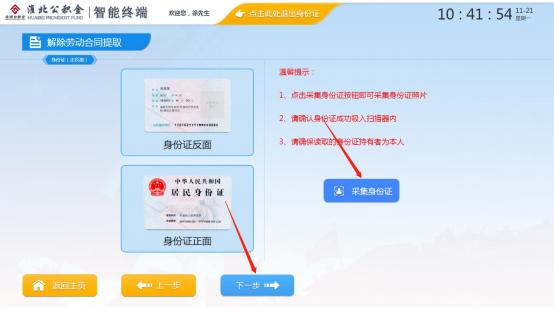 淮北公积金
HUAIBEI PROVIDENT FUND
智能终端
欢迎您，徐先生
点击此处退出身份证
10:41:54
11-21
星期一
解除劳动合同提取
身份证(正反面)
温馨提示：
1、点击采集身份证按钮即可采集身份证照片
2、请确认身份证成功吸入扫描器内
3、请确保读取的身份证持有者为本人
身份证反面
采集身份证
中华人民共和国
居民身份证
身份证正面
返回主页
上一步
下一步